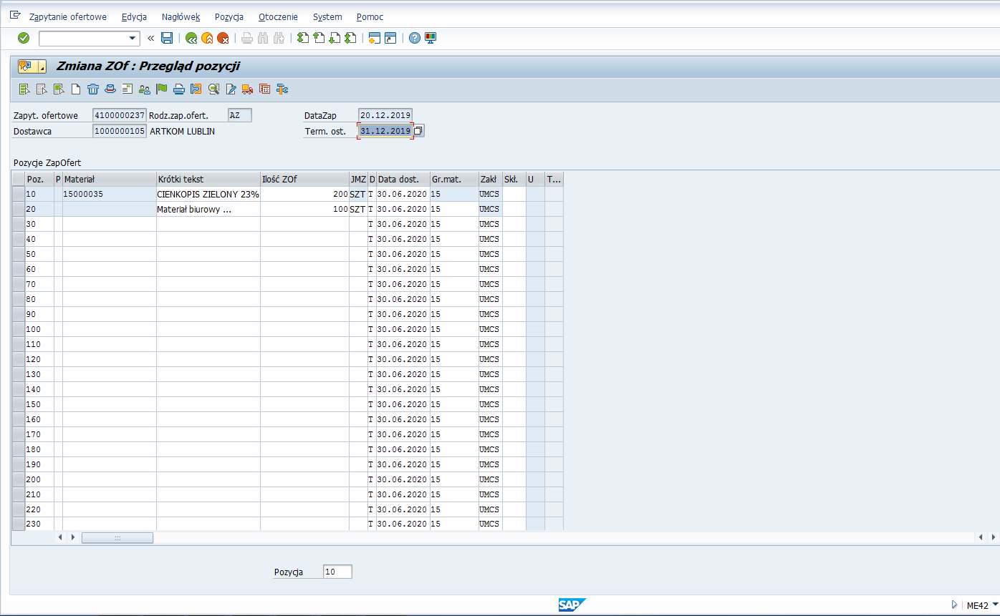 Zapytanie ofertowe Edycja Nagłówek Pozycja Otoczenie System Pomoc
Zmiana ZOf : Przegląd pozycji
Zapyt. ofertowe 4100000237 Rodz.zap.ofert. AZ DataZap 20.12.2019
Dostawca 1000000105 ARTKOM LUBLIN Term. ost. 31.12.2019
Pozycje ZapOfert
Poz. P Materiał Krótki tekst Ilość ZOf JMZ D Data dost. Gr.mat. Zakł Skł. U T...
10 15000035 CIENKOPIS ZIELONY 23% 200 SZT T 30.06.2020 15 UMCS
20 Materiał biurowy ... 100 SZT T 30.06.2020 15 UMCS
30 T 30.06.2020 15 UMCS
40 T 30.06.2020 15 UMCS
50 T 30.06.2020 15 UMCS
60 T 30.06.2020 15 UMCS
70 T 30.06.2020 15 UMCS
80 T 30.06.2020 15 UMCS
90 T 30.06.2020 15 UMCS
100 T 30.06.2020 15 UMCS
110 T 30.06.2020 15 UMCS
120 T 30.06.2020 15 UMCS
130 T 30.06.2020 15 UMCS
140 T 30.06.2020 15 UMCS
150 T 30.06.2020 15 UMCS
160 T 30.06.2020 15 UMCS
170 T 30.06.2020 15 UMCS
180 T 30.06.2020 15 UMCS
190 T 30.06.2020 15 UMCS
200 T 30.06.2020 15 UMCS
210 T 30.06.2020 15 UMCS
220 T 30.06.2020 15 UMCS
230 T 30.06.2020 15 UMCS
Pozycja 10
SAP ME42